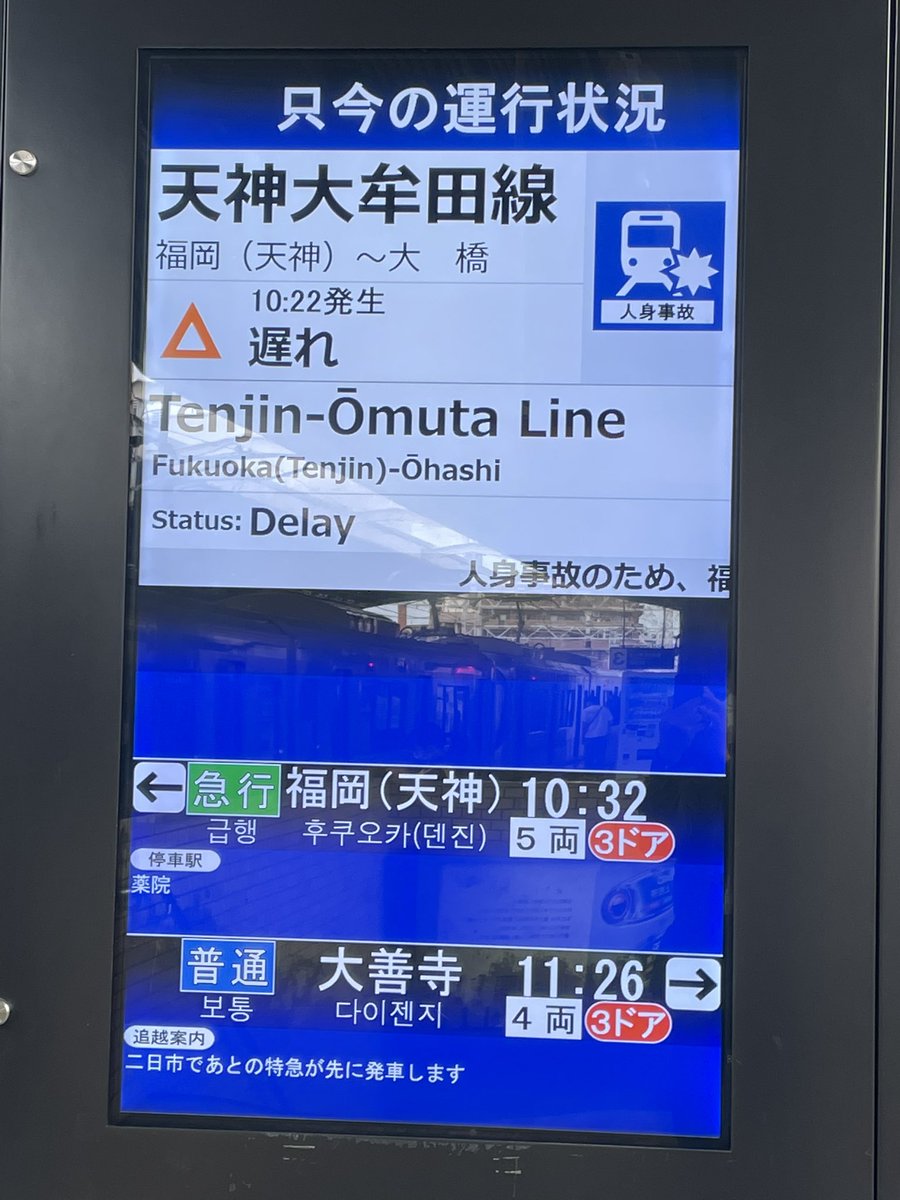 只今の運行状況
天神大牟田線
福岡（天神）～大　橋
人身事故
10:22発生
遅れ
Tenjin-Ōmuta Line
Fukuoka(Tenjin)-Ōhashi
Status: Delay
人身事故のため、福
← 急行 福岡(天神) 10:32
급행 후쿠오카(덴진) 5両 3ドア
停車駅
薬院
普通 大善寺 11:26 →
보통 다이젠지 4両 3ドア
追越案内
二日市であとの特急が先に発車します